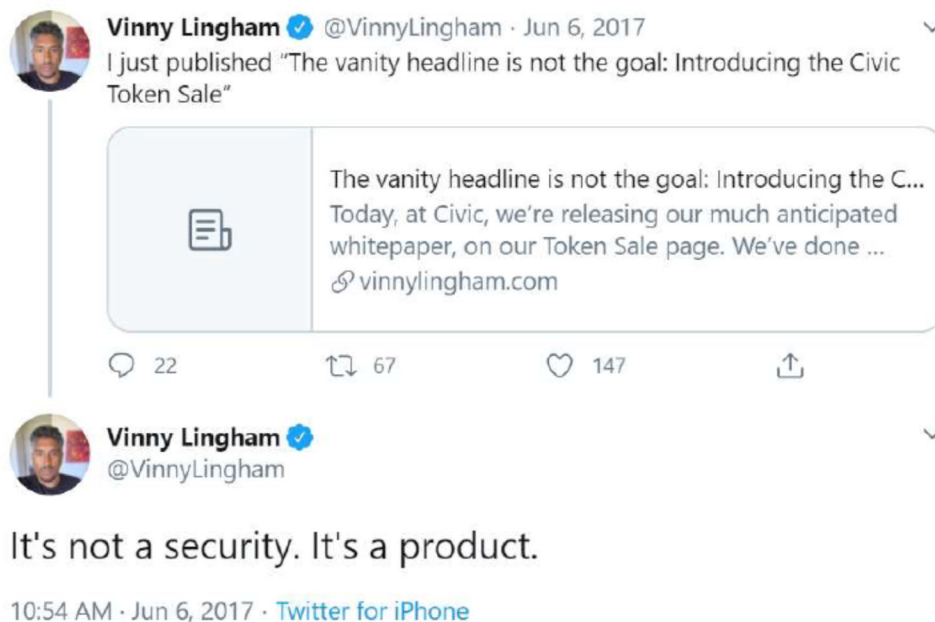 Vinny Lingham @VinnyLingham · Jun 6, 2017
I just published “The vanity headline is not the goal: Introducing the Civic
Token Sale”
The vanity headline is not the goal: Introducing the C...
Today, at Civic, we’re releasing our much anticipated
whitepaper, on our Token Sale page. We’ve done ...
vinnylingham.com
22 67 147
Vinny Lingham
@VinnyLingham
It's not a security. It's a product.
10:54 AM · Jun 6, 2017 · Twitter for iPhone